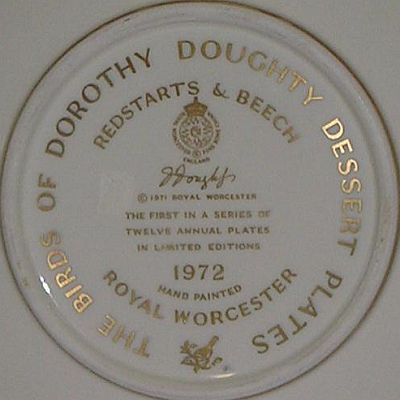 THE BIRDS OF DOROTHY DOUGHTY DESSERT PLATES
REDSTARTS & BEECH
ENGLAND
D Doughty
© 1971 ROYAL WORCESTER
THE FIRST IN A SERIES OF
TWELVE ANNUAL PLATES
IN LIMITED EDITIONS
1972
HAND PAINTED
ROYAL WORCESTER